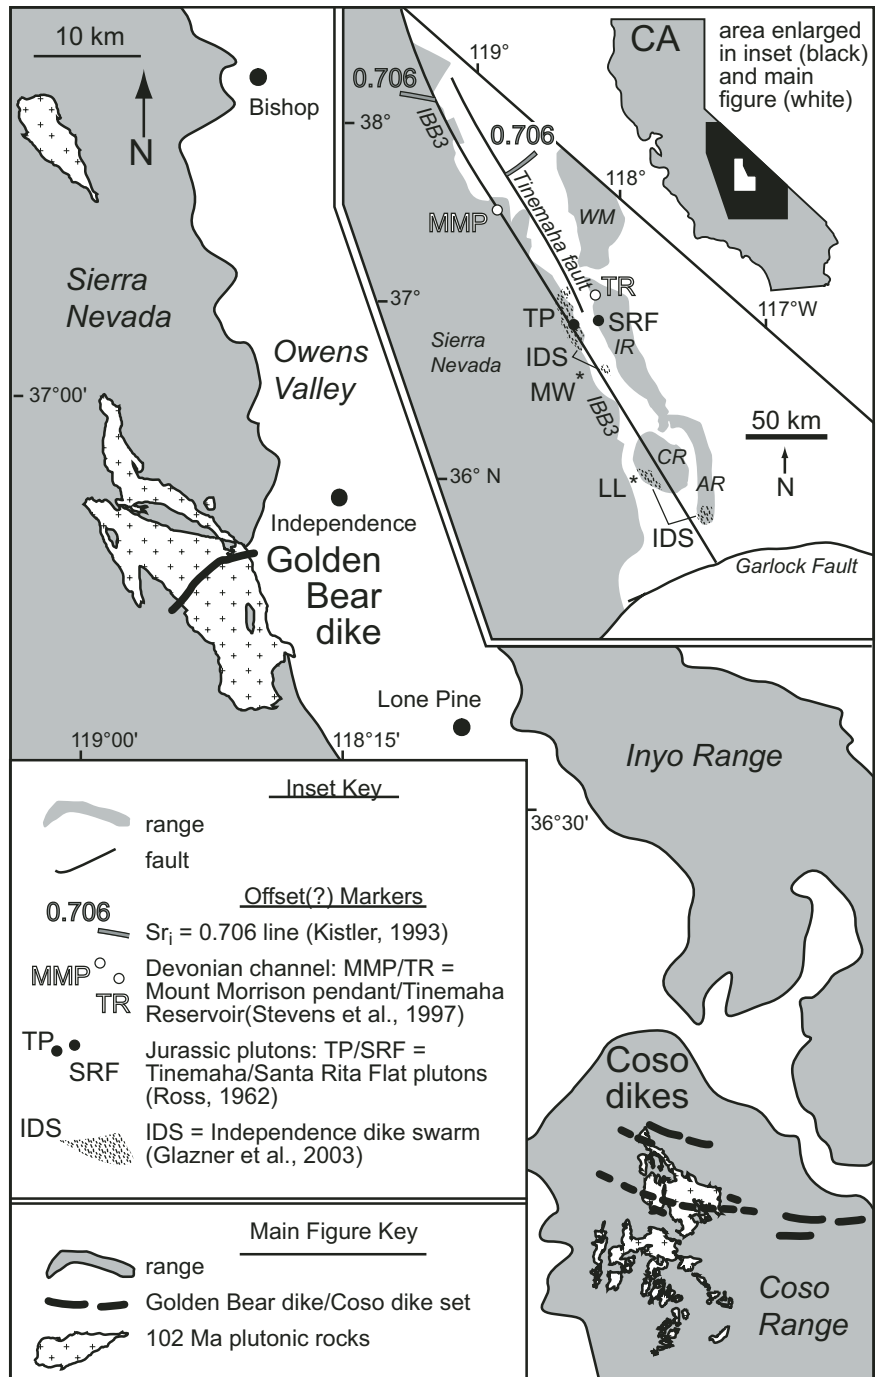 10 km
N
Bishop
Sierra
Nevada
Owens
Valley
37°00'
Independence
Golden
Bear
dike
Lone Pine
119°00'
118°15'
36°30'
Inyo Range
Coso
dikes
Coso
Range
CA
area enlarged
in inset (black)
and main
figure (white)
119°
0.706
38°
IBB3
0.706
118°
Tinemaha fault
WM
MMP
37°
TR
117°W
TP
SRF
Sierra
Nevada
IR
IDS
MW*
IBB3
50 km
N
36° N
CR
LL*
AR
IDS
Garlock Fault
Inset Key
range
fault
Offset(?) Markers
0.706
Sri = 0.706 line (Kistler, 1993)
MMP
TR
Devonian channel: MMP/TR =
Mount Morrison pendant/Tinemaha
Reservoir(Stevens et al., 1997)
TP
SRF
Jurassic plutons: TP/SRF =
Tinemaha/Santa Rita Flat plutons
(Ross, 1962)
IDS
IDS = Independence dike swarm
(Glazner et al., 2003)
Main Figure Key
range
Golden Bear dike/Coso dike set
102 Ma plutonic rocks